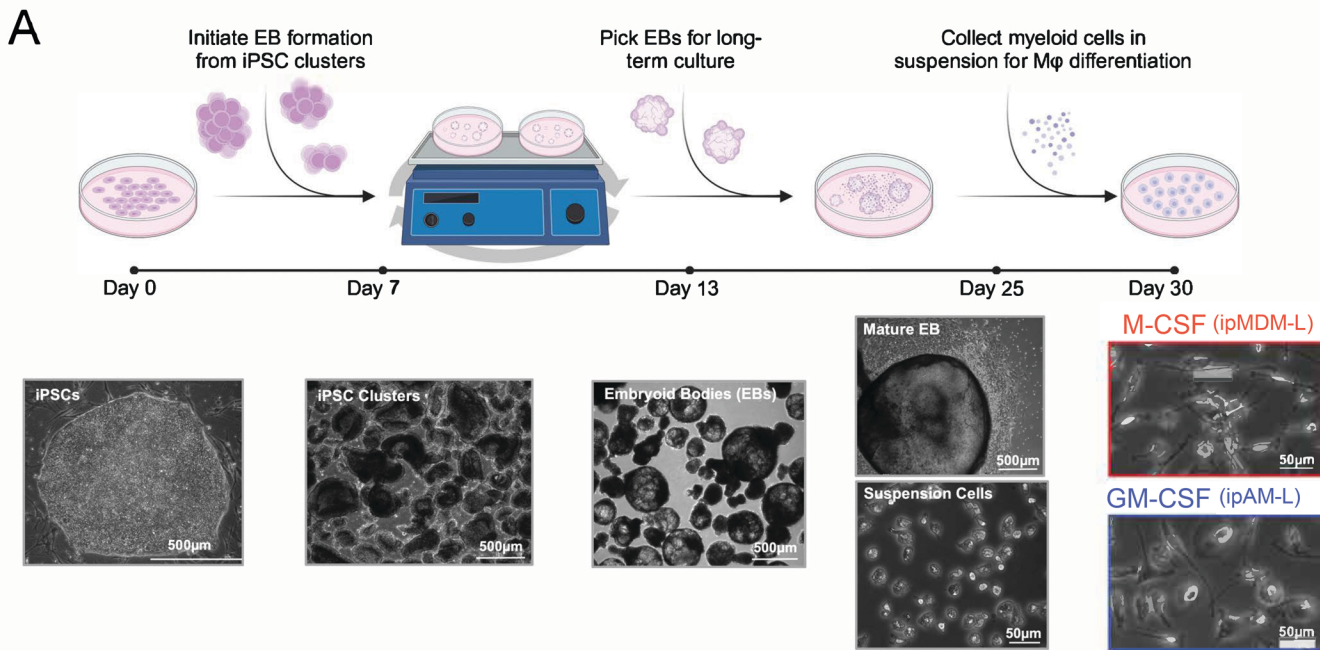 A
Initiate EB formation
from iPSC clusters
Pick EBs for long-
term culture
Collect myeloid cells in
suspension for Mφ differentiation
Day 0
Day 7
Day 13
Day 25
Day 30
iPSCs
500µm
iPSC Clusters
500µm
Embryoid Bodies (EBs)
500µm
Mature EB
500µm
Suspension Cells
50µm
M-CSF (ipMDM-L)
50µm
GM-CSF (ipAM-L)
50µm